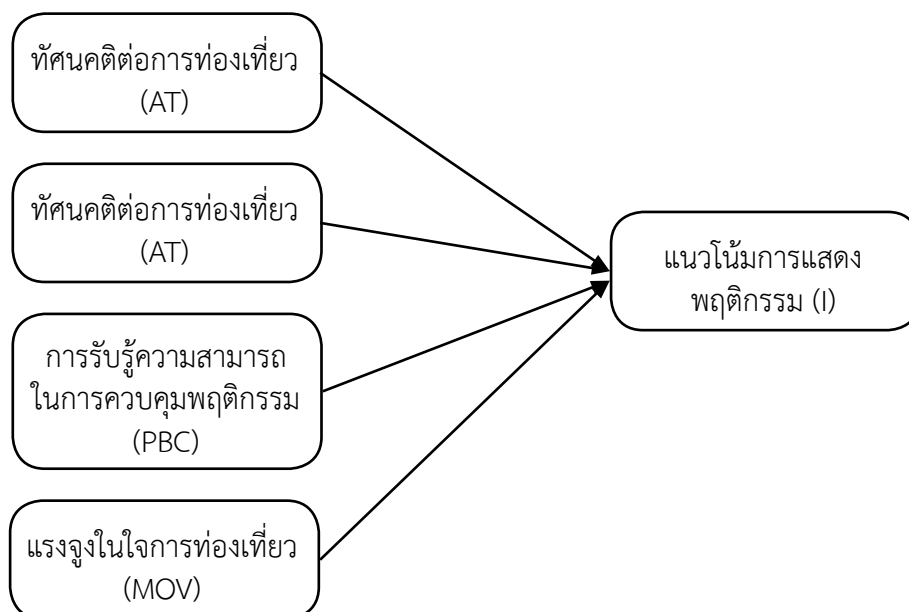 ทัศนคติต่อการท่องเที่ยว
(AT)
ทัศนคติต่อการท่องเที่ยว
(AT)
การรับรู้ความสามารถ
ในการควบคุมพฤติกรรม
(PBC)
แรงจูงในใจการท่องเที่ยว
(MOV)
แนวโน้มการแสดง
พฤติกรรม (I)